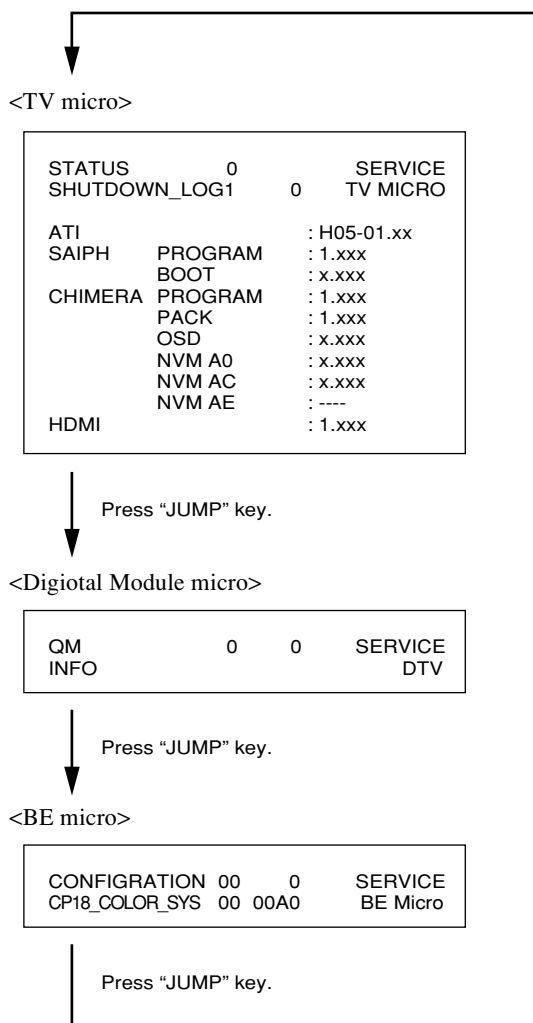 <TV micro>
STATUS 0 SERVICE
SHUTDOWN_LOG1 0 TV MICRO
ATI : H05-01.xx
SAIPH PROGRAM : 1.xxx
BOOT : x.xxx
CHIMERA PROGRAM : 1.xxx
PACK : 1.xxx
OSD : x.xxx
NVM A0 : x.xxx
NVM AC : x.xxx
NVM AE : ----
HDMI : 1.xxx
Press “JUMP” key.
<Digiotal Module micro>
QM 0 0 SERVICE
INFO DTV
Press “JUMP” key.
<BE micro>
CONFIGRATION 00 0 SERVICE
CP18_COLOR_SYS 00 00A0 BE Micro
Press “JUMP” key.